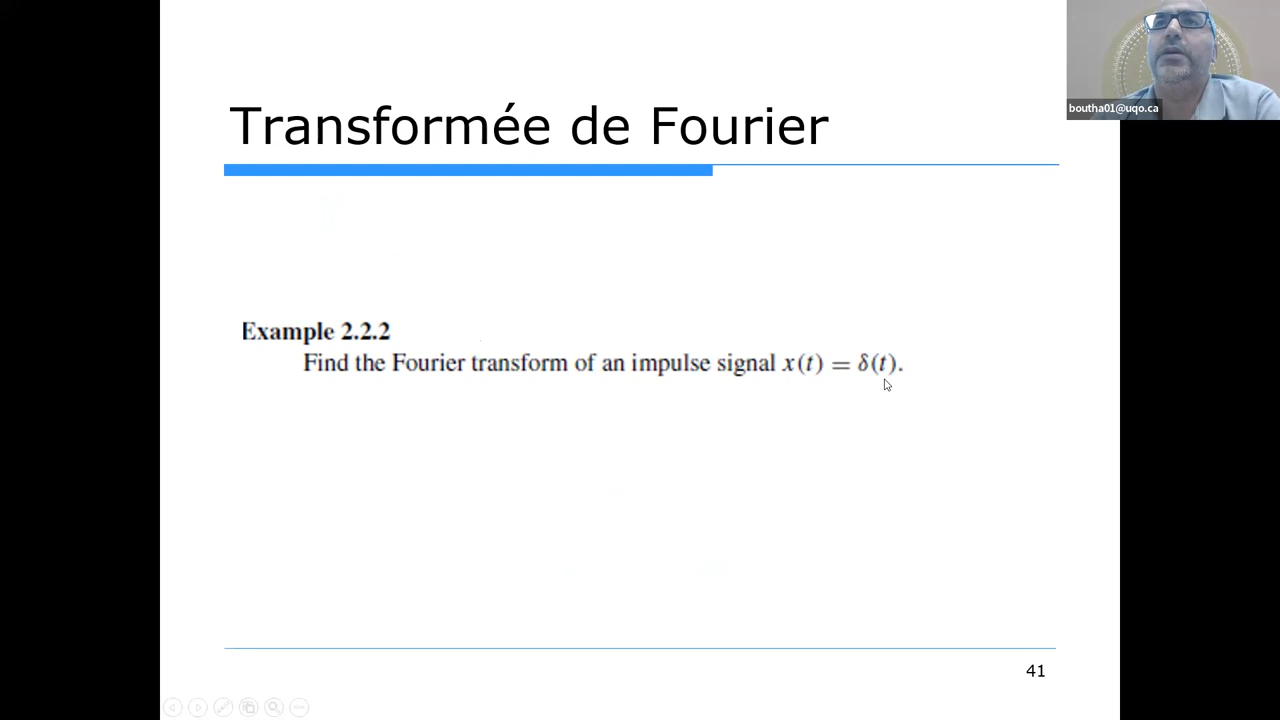 boutha01@uqo.ca
Transformée de Fourier
Example 2.2.2
Find the Fourier transform of an impulse signal x(t) = δ(t).
41